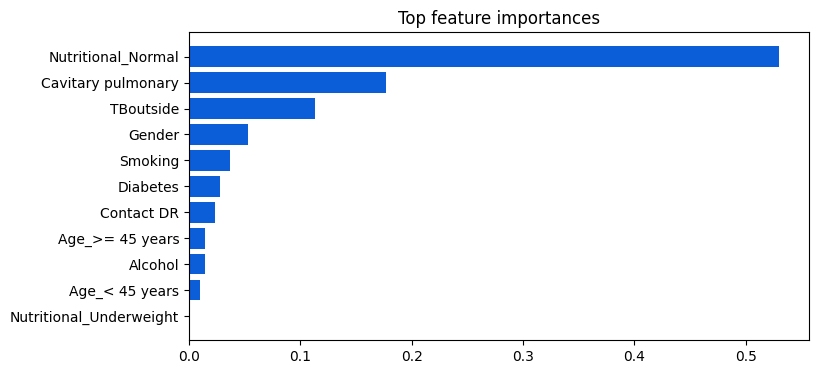 Top feature importances
Nutritional_Normal
Cavitary pulmonary
TBoutside
Gender
Smoking
Diabetes
Contact DR
Age_>= 45 years
Alcohol
Age_< 45 years
Nutritional_Underweight
0.0 0.1 0.2 0.3 0.4 0.5